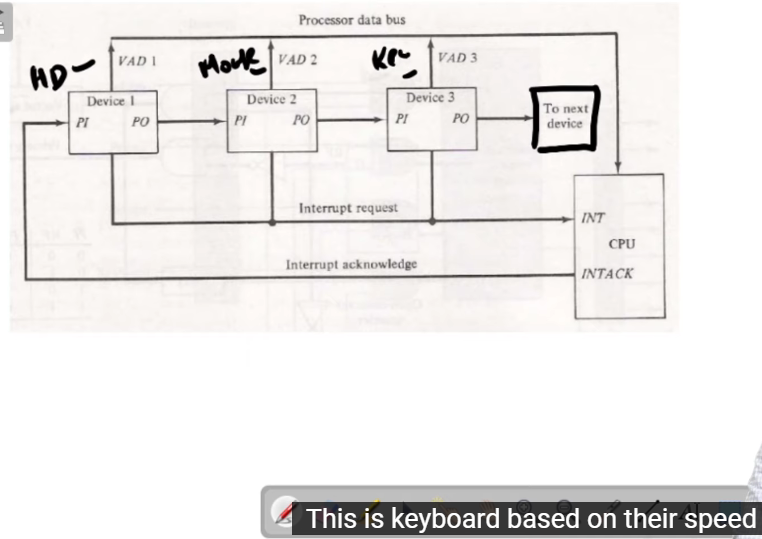 Processor data bus
HD VAD 1 VAD 2 VAD 3
Device 1 Device 2 Device 3
PI PO PI PO PI PO To next
device
Interrupt request INT
CPU
Interrupt acknowledge INTACK
This is keyboard based on their speed